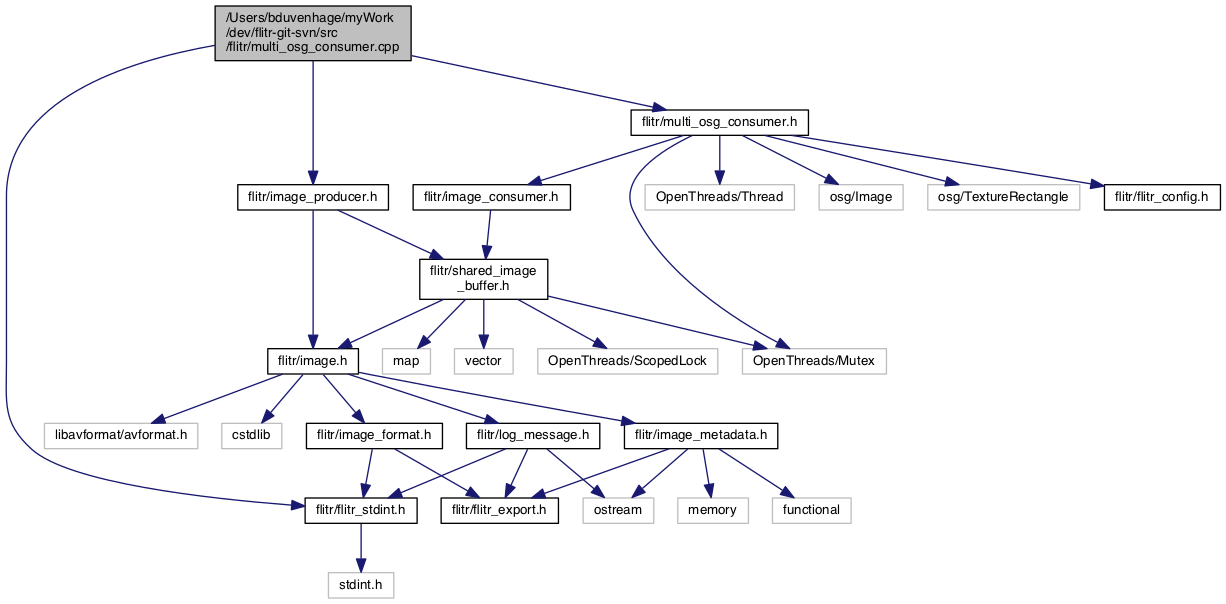 /Users/bduvenhage/myWork
/dev/flitr-git-svn/src
/flitr/multi_osg_consumer.cpp
flitr/multi_osg_consumer.h
flitr/image_producer.h
flitr/image_consumer.h
OpenThreads/Thread
osg/Image
osg/TextureRectangle
flitr/flitr_config.h
flitr/shared_image
_buffer.h
flitr/image.h
map
vector
OpenThreads/ScopedLock
OpenThreads/Mutex
libavformat/avformat.h
cstdlib
flitr/image_format.h
flitr/log_message.h
flitr/image_metadata.h
flitr/flitr_stdint.h
flitr/flitr_export.h
ostream
memory
functional
stdint.h